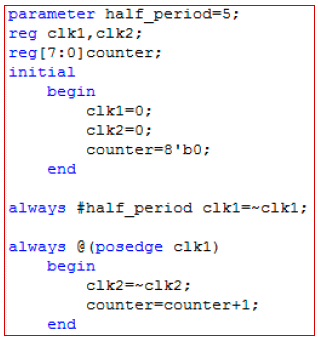 parameter half_period=5;
reg clk1,clk2;
reg[7:0]counter;
initial
    begin
        clk1=0;
        clk2=0;
        counter=8'b0;
    end

always #half_period clk1=~clk1;

always @(posedge clk1)
    begin
        clk2=~clk2;
        counter=counter+1;
    end